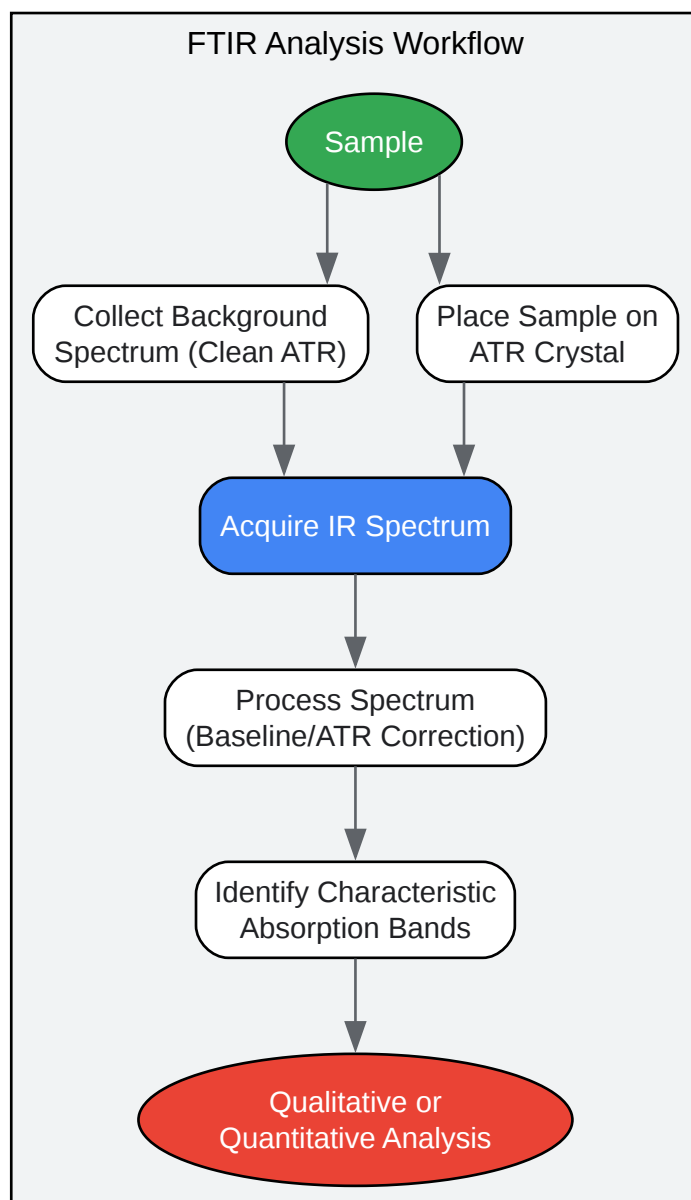 FTIR Analysis Workflow
Sample
Collect Background
Spectrum (Clean ATR)
Place Sample on
ATR Crystal
Acquire IR Spectrum
Process Spectrum
(Baseline/ATR Correction)
Identify Characteristic
Absorption Bands
Qualitative or
Quantitative Analysis